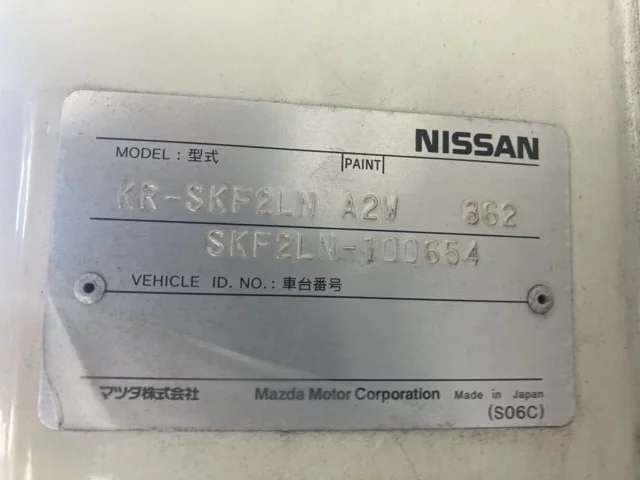 NISSAN
MODEL : 型式 PAINT
KR-SKF2LN A2W 362
SKF2LN-100654
VEHICLE ID. NO. : 車台番号
マツダ株式会社 Mazda Motor Corporation Made in Japan
(S06C)